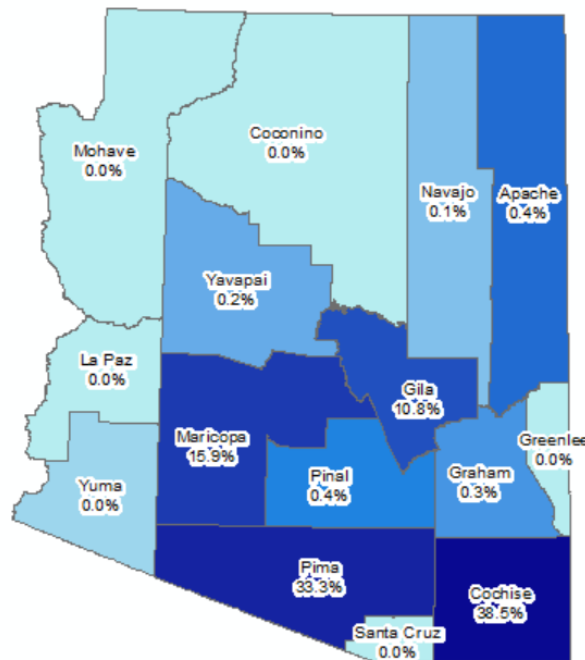 Mohave
0.0%
Coconino
0.0%
Navajo
0.1%
Apache
0.4%
Yavapai
0.2%
La Paz
0.0%
Gila
10.8%
Maricopa
15.9%
Greenlee
0.0%
Yuma
0.0%
Pinal
0.4%
Graham
0.3%
Pima
33.3%
Cochise
38.5%
Santa Cruz
0.0%